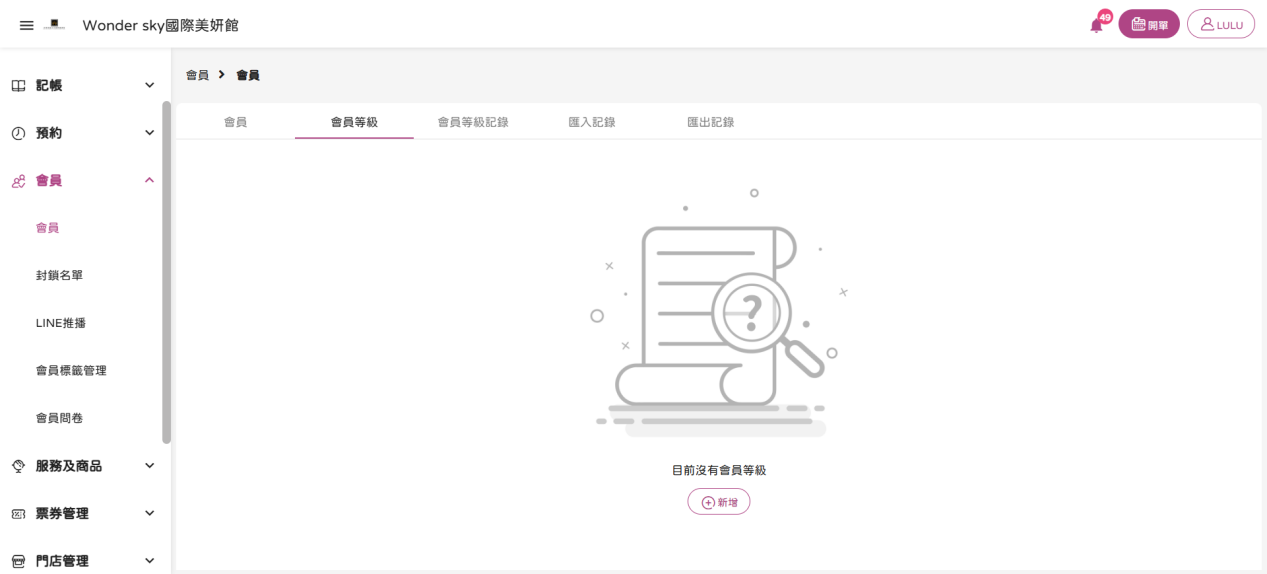 Wonder sky國際美妍館
49
開單
LULU
記帳
預約
會員
會員
封鎖名單
LINE推播
會員標籤管理
會員問卷
服務及商品
票券管理
門店管理
會員 > 會員
會員 會員等級 會員等級記錄 匯入記錄 匯出記錄
?
目前沒有會員等級
新增